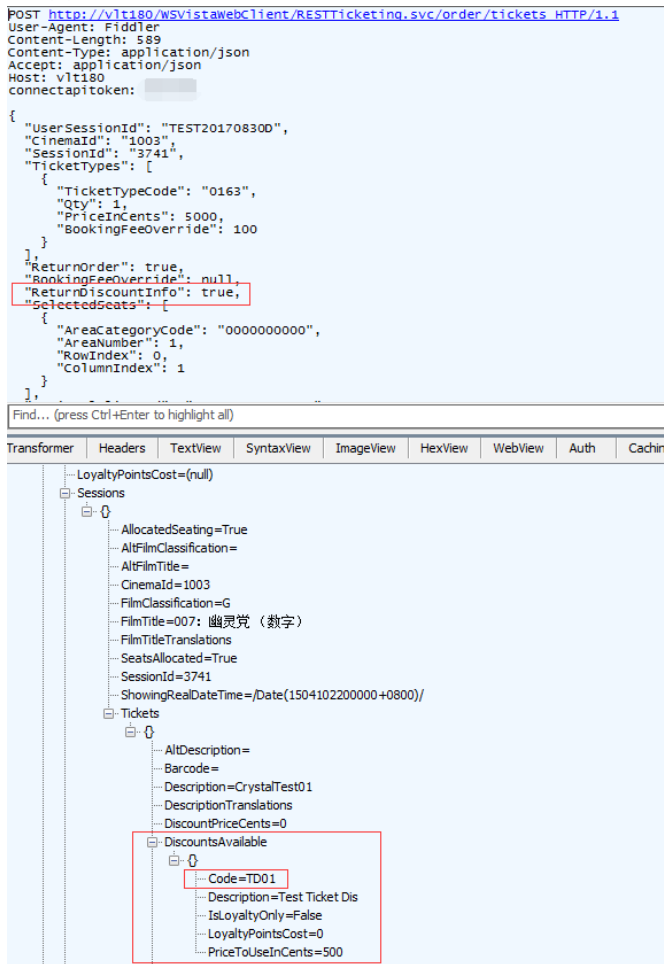 POST http://vlt180/WSVistaWebClient/RESTTicketing.svc/order/tickets HTTP/1.1
User-Agent: Fiddler
Content-Length: 589
Content-Type: application/json
Accept: application/json
Host: vlt180
connectapitoken:
{
"UserSessionId": "TEST20170830D",
"CinemaId": "1003",
"SessionId": "3741",
"TicketTypes": [
{
"TicketTypeCode": "0163",
"Qty": 1,
"PriceInCents": 5000,
"BookingFeeOverride": 100
}
],
"ReturnOrder": true,
"BookingFeeOverride": null,
"ReturnDiscountInfo": true,
"SelectedSeats": [
{
"AreaCategoryCode": "0000000000",
"AreaNumber": 1,
"RowIndex": 0,
"ColumnIndex": 1
}
],
Find... (press Ctrl+Enter to highlight all)
Transformer Headers TextView SyntaxView ImageView HexView WebView Auth Cachin
LoyaltyPointsCost=(null)
Sessions
{}
AllocatedSeating=True
AltFilmClassification=
AltFilmTitle=
CinemaId=1003
FilmClassification=G
FilmTitle=007：幽灵党（数字）
FilmTitleTranslations
SeatsAllocated=True
SessionId=3741
ShowingRealDateTime=/Date(1504102200000+0800)/
Tickets
{}
AltDescription=
Barcode=
Description=CrystalTest01
DescriptionTranslations
DiscountPriceCents=0
DiscountsAvailable
{}
Code=TD01
Description=Test Ticket Dis
IsLoyaltyOnly=False
LoyaltyPointsCost=0
PriceToUseInCents=500